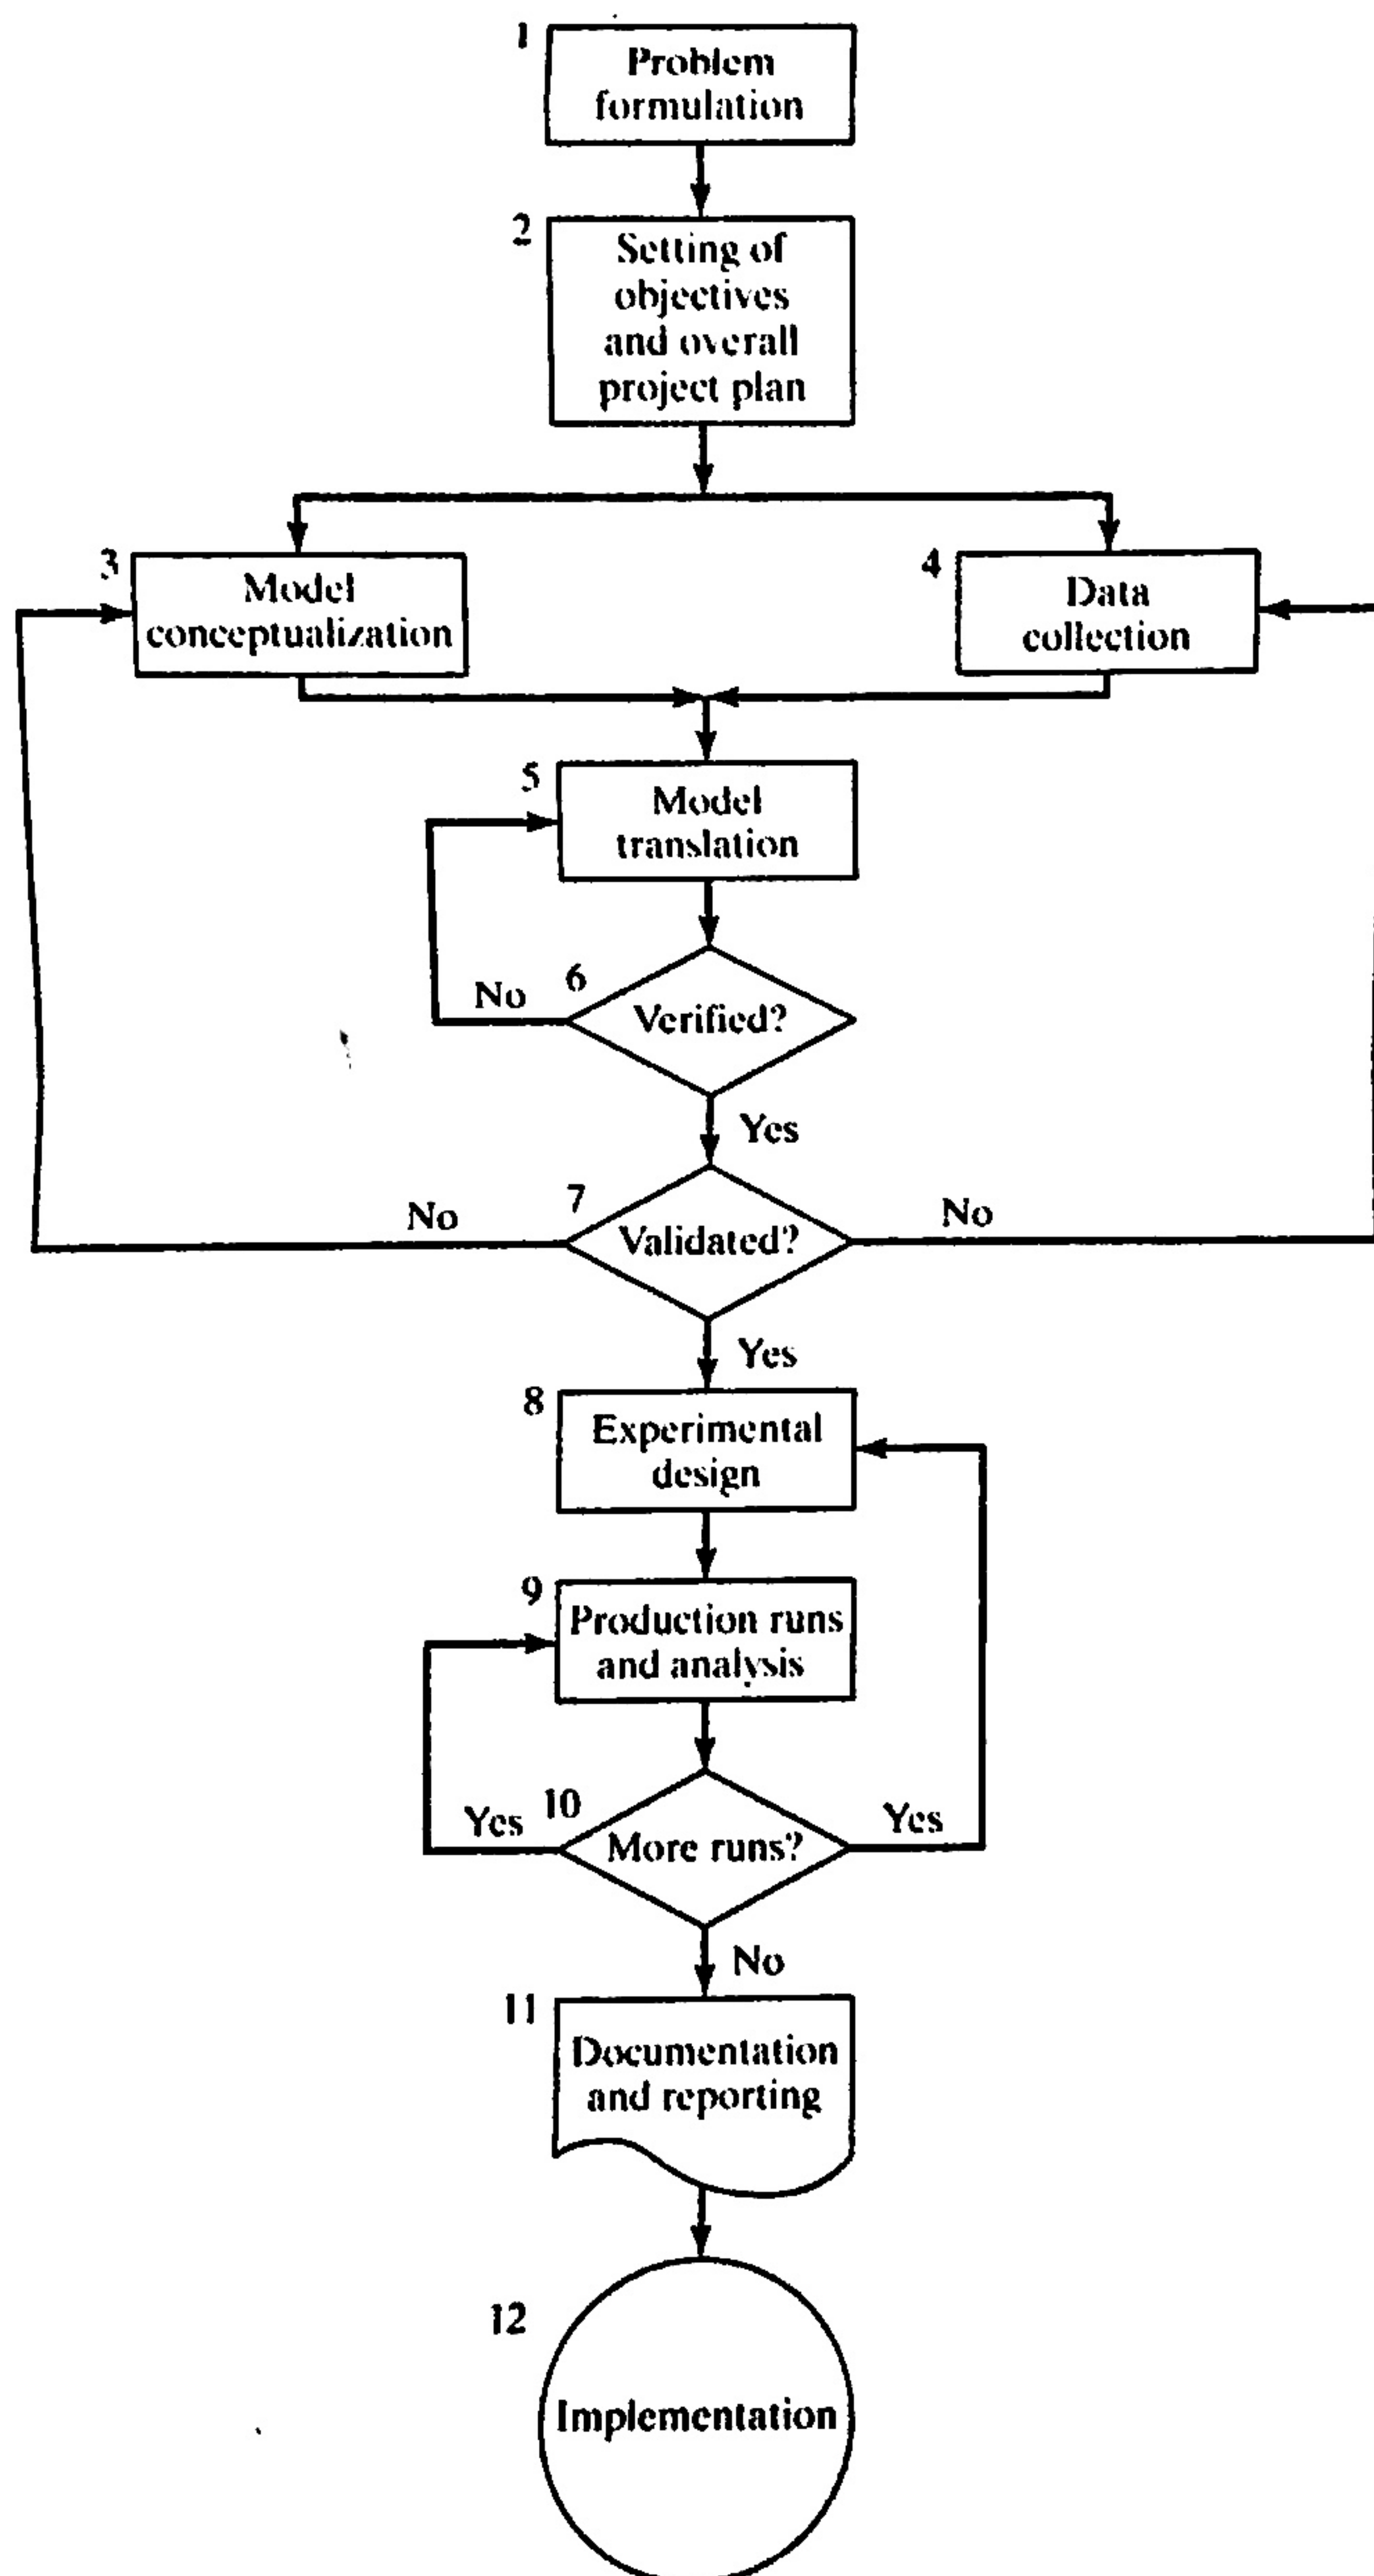 1
Problem
formulation
2
Setting of
objectives
and overall
project plan
3
Model
conceptualization
4
Data
collection
5
Model
translation
6
No
Verified?
Yes
7
No
Validated?
No
Yes
8
Experimental
design
9
Production runs
and analysis
10
Yes
More runs?
Yes
No
11
Documentation
and reporting
12
Implementation